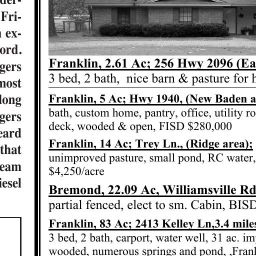 Fri-
ex-
ord.
gers
most
long
gers
eard
that
eam
iesel
Franklin, 2.61 Ac; 256 Hwy 2096 (Ea
3 bed, 2 bath, nice barn & pasture for h
Franklin, 5 Ac; Hwy 1940, (New Baden a
bath, custom home, pantry, office, utility ro
deck, wooded & open, FISD $280,000
Franklin, 14 Ac; Trey Ln., (Ridge area);
unimproved pasture, small pond, RC water,
$4,250/acre
Bremond, 22.09 Ac, Williamsville Rd
partial fenced, elect to sm. Cabin, BISD
Franklin, 83 Ac; 2413 Kelley Ln,3.4 miles
3 bed, 2 bath, carport, water well, 31 ac. im
wooded, numerous springs and pond, ,Frank